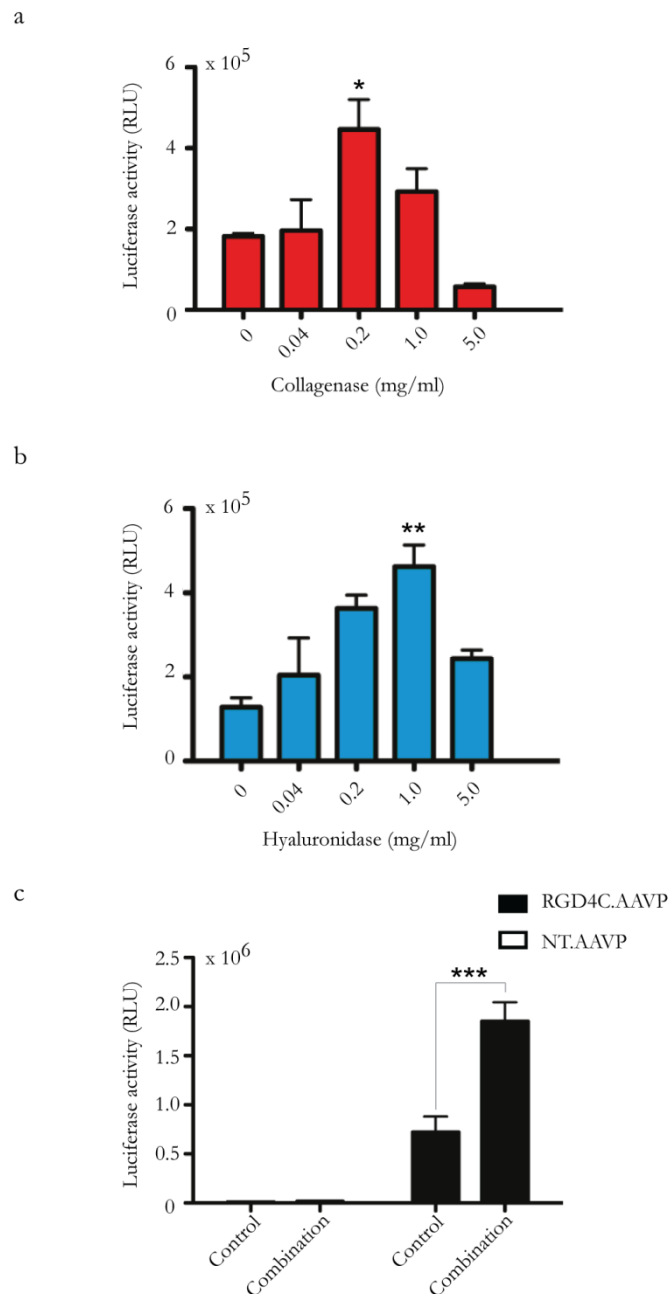 a
6
x 10⁵
*
4
2
0
Luciferase activity (RLU)
0
0.04
0.2
1.0
5.0
Collagenase (mg/ml)
b
6
x 10⁵
**
4
2
0
Luciferase activity (RLU)
0
0.04
0.2
1.0
5.0
Hyaluronidase (mg/ml)
c
RGD4C.AAVP
NT.AAVP
2.5
x 10⁶
***
2.0
1.5
1.0
0.5
0
Luciferase activity (RLU)
Control
Combination
Control
Combination